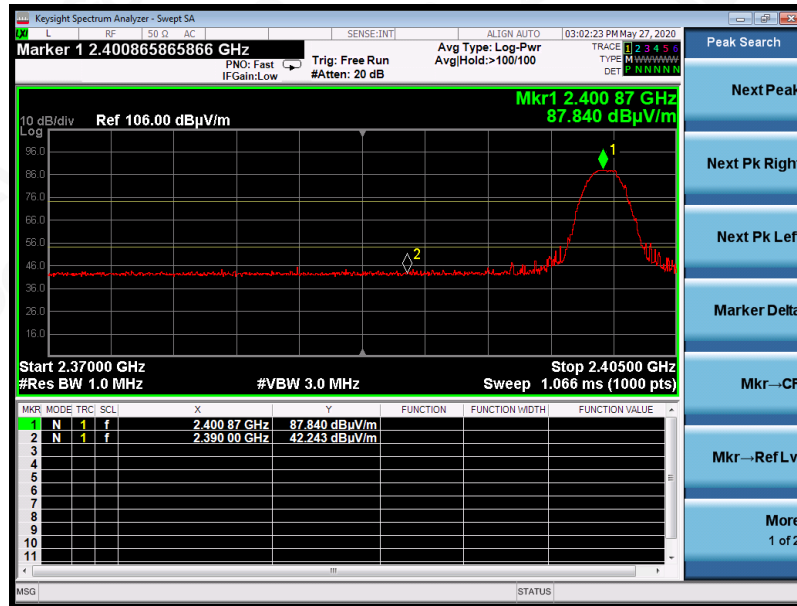 Keysight Spectrum Analyzer - Swept SA
LXI L RF 50 Ω AC SENSE:INT ALIGN AUTO 03:02:23 PM May 27, 2020
Marker 1 2.400865865866 GHz
PNO: Fast
IFGain:Low
Trig: Free Run
#Atten: 20 dB
Avg Type: Log-Pwr
Avg|Hold:>100/100
TRACE 1 2 3 4 5 6
TYPE M W W W W W
DET P N N N N N
Mkr1 2.400 87 GHz
87.840 dBµV/m
10 dB/div Ref 106.00 dBµV/m
Log
96.0
86.0
76.0
66.0
56.0
46.0
36.0
26.0
16.0
1
2
Start 2.37000 GHz Stop 2.40500 GHz
#Res BW 1.0 MHz #VBW 3.0 MHz Sweep 1.066 ms (1000 pts)
MKR MODE TRC SCL X Y FUNCTION FUNCTION WIDTH FUNCTION VALUE
1 N 1 f 2.400 87 GHz 87.840 dBµV/m
2 N 1 f 2.390 00 GHz 42.243 dBµV/m
3
4
5
6
7
8
9
10
11
MSG STATUS
Peak Search
Next Peak
Next Pk Right
Next Pk Left
Marker Delta
Mkr→CF
Mkr→Ref Lv
More
1 of 2